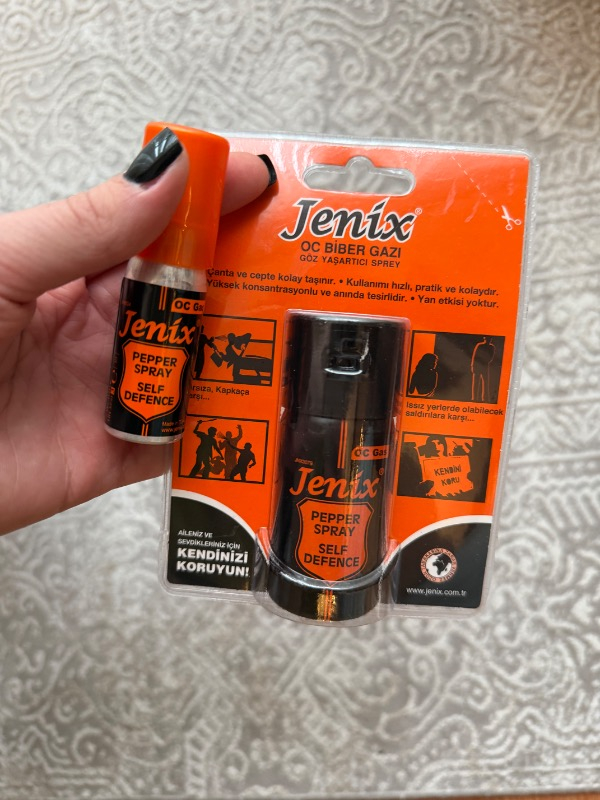 Jenix®
OC BİBER GAZI
GÖZ YAŞARTICI SPREY
Çanta ve cepte kolay taşınır. • Kullanımı hızlı, pratik ve kolaydır.
Yüksek konsantrasyonlu ve anında tesirlidir. • Yan etkisi yoktur.
Kapkaça
Issız yerlerde olabilecek
saldırılara karşı...
KENDİNİ
KORU
OC Gas
Jenix®
PEPPER
SPRAY
SELF
DEFENCE
AİLENİZ VE
SEVDİKLERİNİZ İÇİN
KENDİNİZİ
KORUYUN!
www.jenix.com.tr
OC Gas
Jenix
PEPPER
SPRAY
SELF
DEFENCE